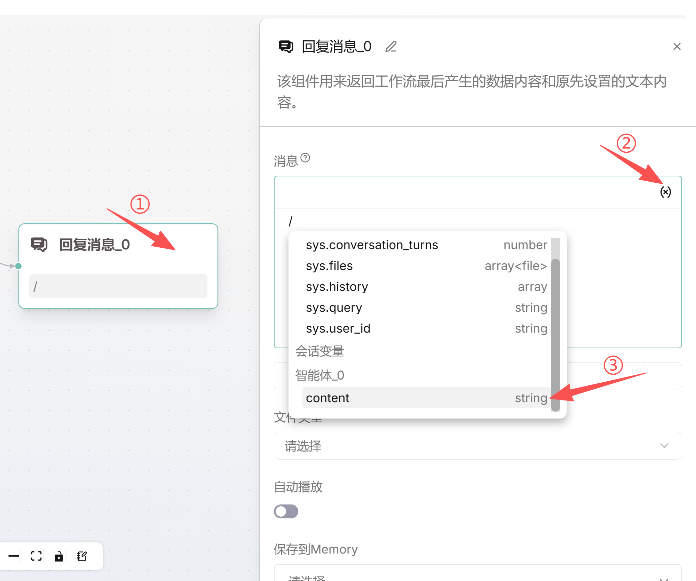 回复消息_0
该组件用来返回工作流最后产生的数据内容和原先设置的文本内
容。
消息
②
(x)
/
①
回复消息_0
/
sys.conversation_turns number
sys.files array<file>
sys.history array
sys.query string
sys.user_id string
会话变量
智能体_0
③
content string
文件类型
请选择
自动播放
保存到Memory
请选择